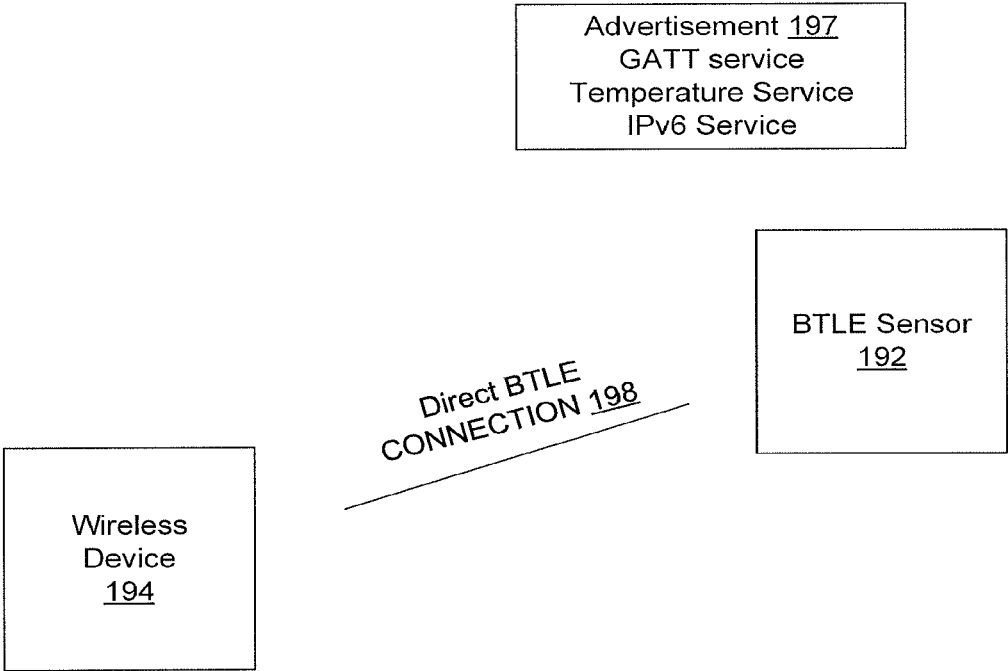 Advertisement 197
GATT service
Temperature Service
IPv6 Service
BTLE Sensor
192
Direct BTLE
CONNECTION 198
Wireless
Device
194